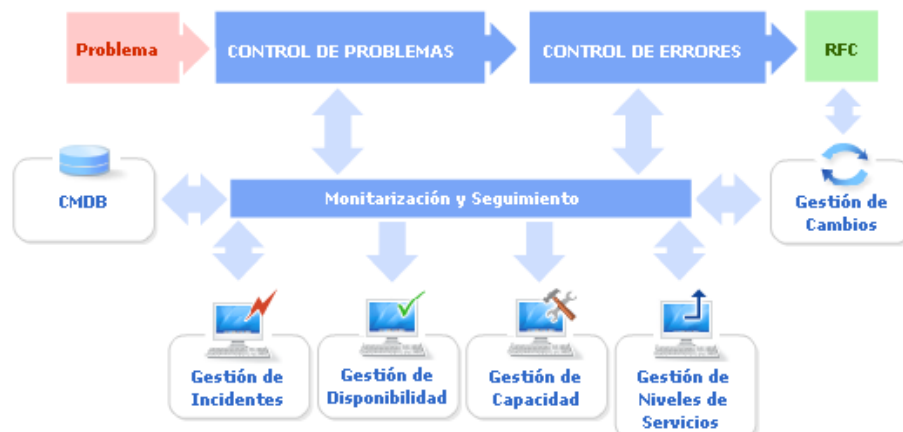 Problema
CONTROL DE PROBLEMAS
CONTROL DE ERRORES
RFC
CMDB
Monitarización y Seguimiento
Gestión de
Cambios
Gestión de
Incidentes
Gestión de
Disponibilidad
Gestión de
Capacidad
Gestión de
Niveles de
Servicios